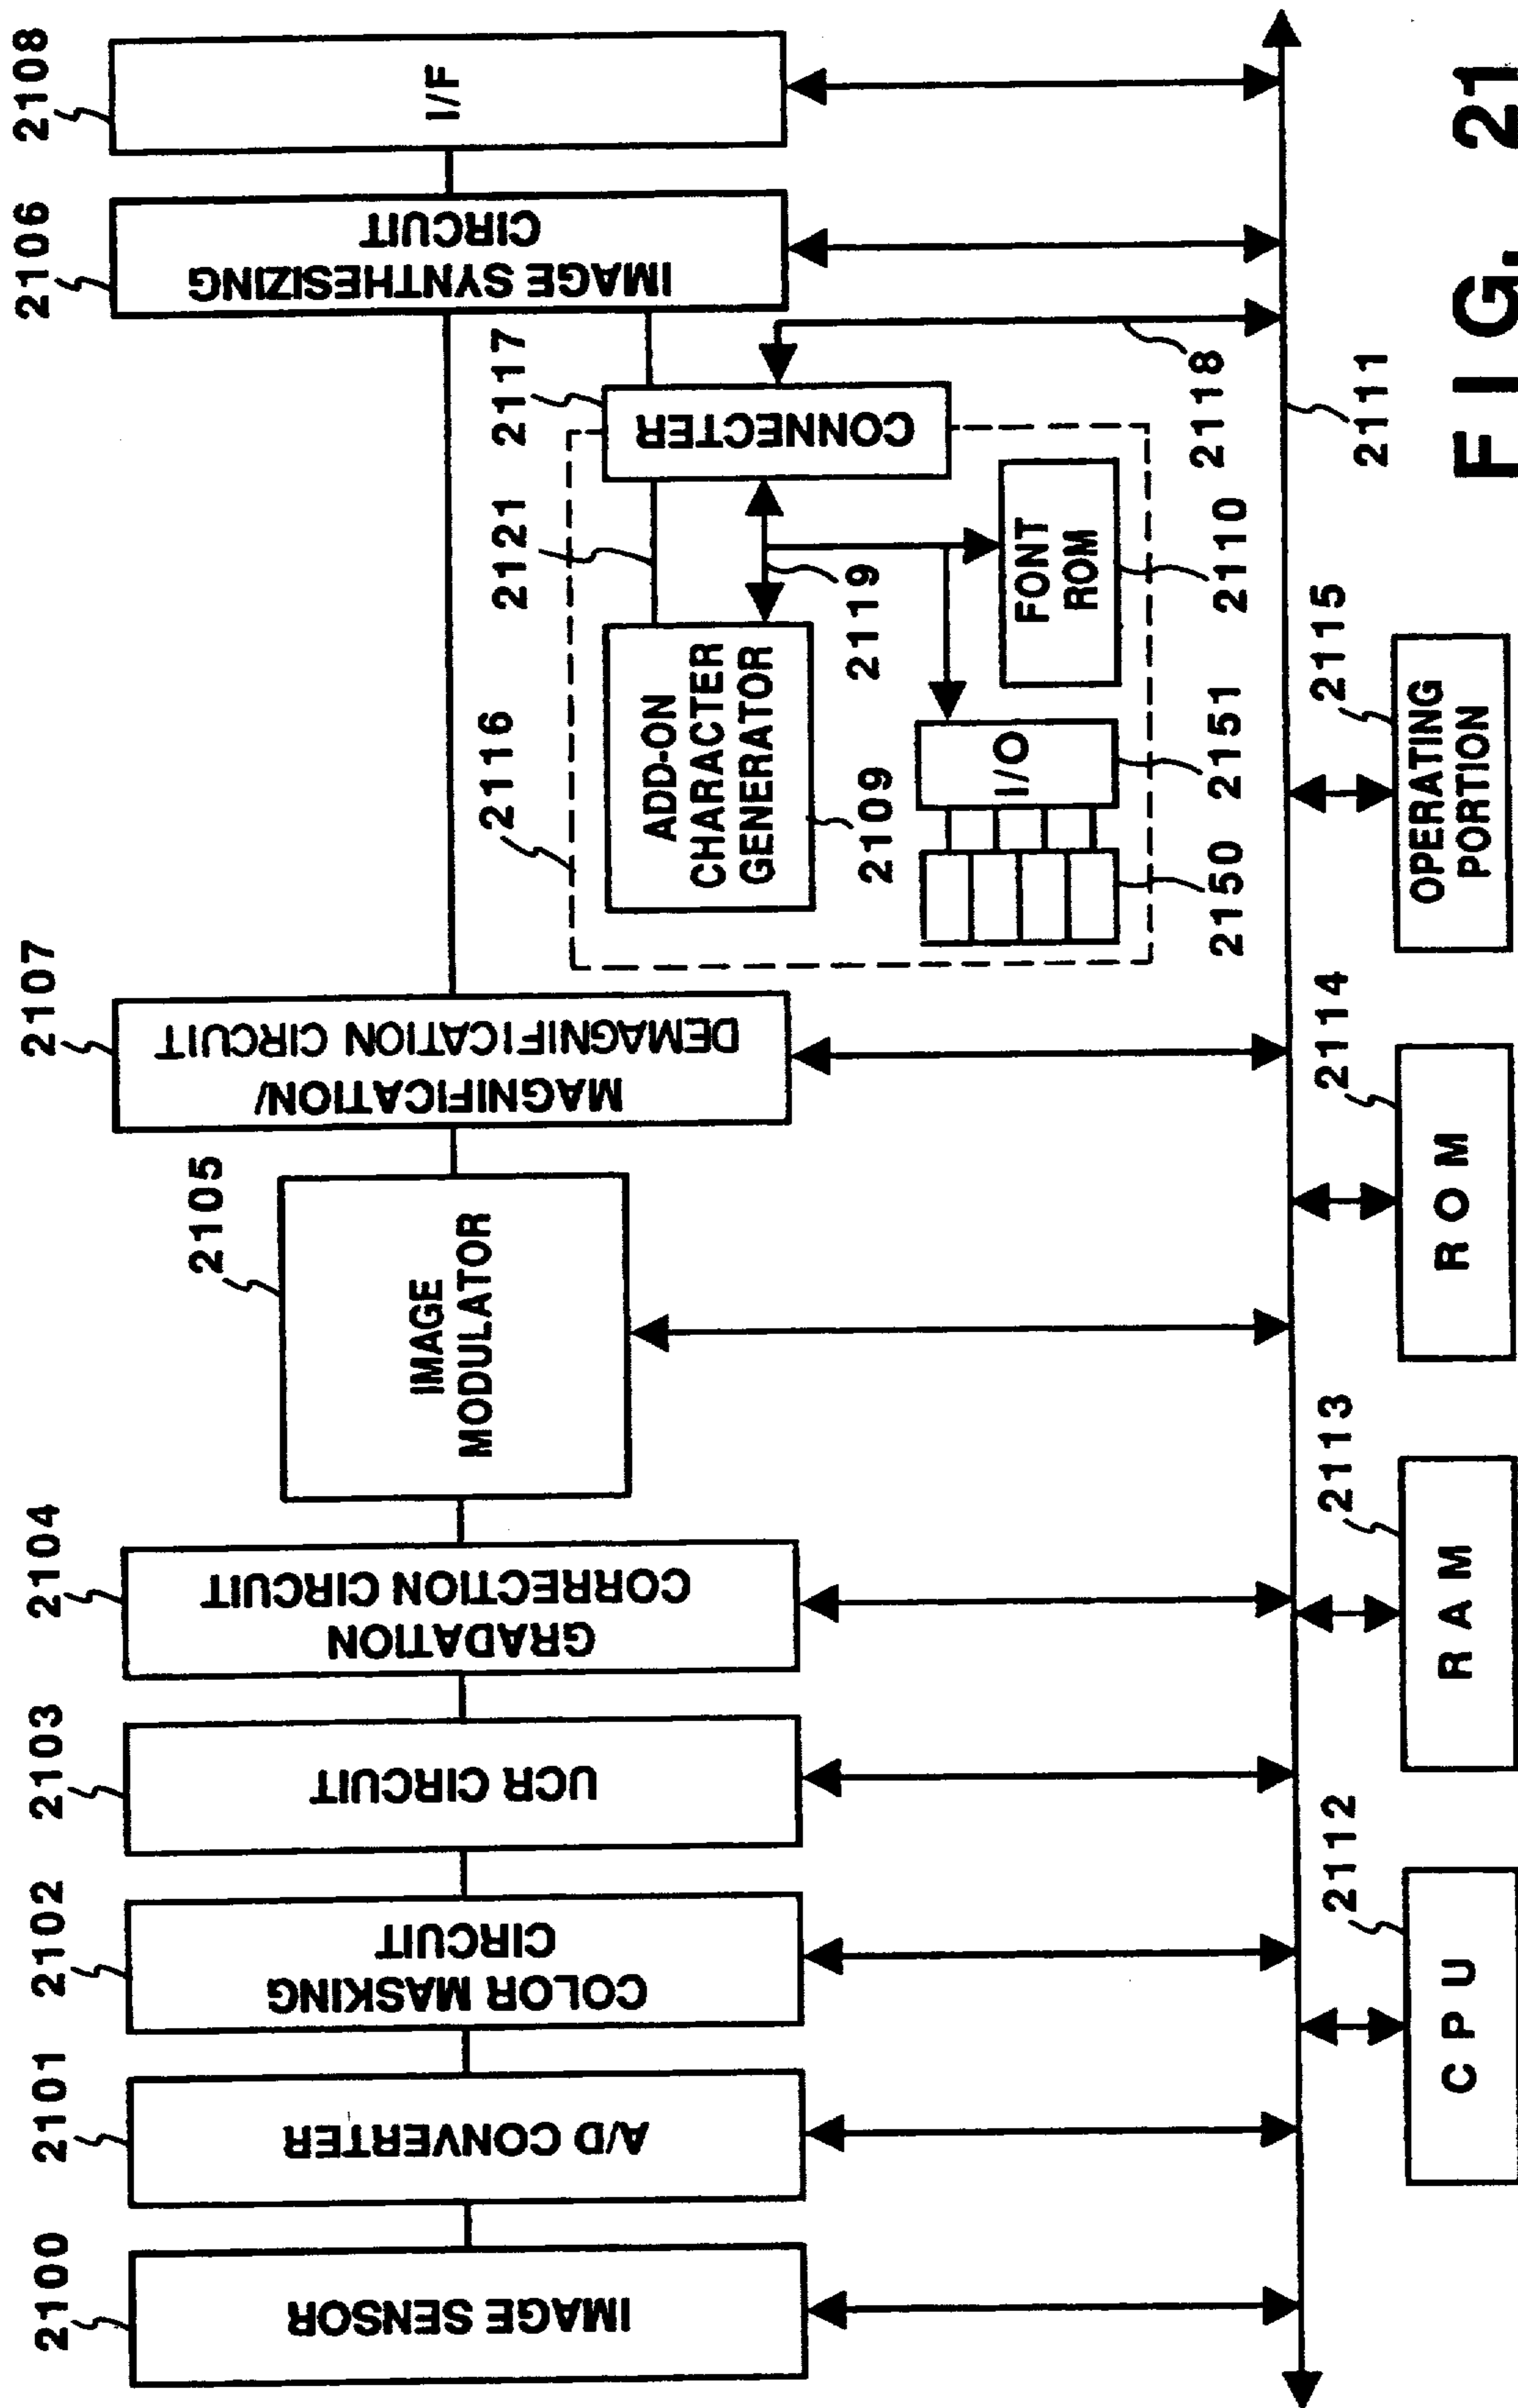 2100
2101
2102
2103
2104
2105
2107
2106
2108
IMAGE SENSOR
A/D CONVERTER
COLOR MASKING
CIRCUIT
UCR CIRCUIT
GRADATION
CORRECTION CIRCUIT
IMAGE
MODULATOR
MAGNIFICATION/
DEMAGNIFICATION CIRCUIT
IMAGE SYNTHESIZING
CIRCUIT
I/F
2116
2121
2117
ADD-ON
CHARACTER
GENERATOR
CONNECTER
2109
2119
I/O
FONT
ROM
2150
2151
2110
2118
2111
2112
2113
2114
2115
CPU
RAM
ROM
OPERATING
PORTION
FIG. 21